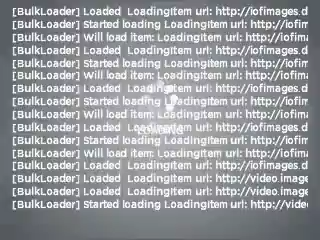 [BulkLoader] Loaded LoadingItem url: http://iofimages.d
[BulkLoader] Started loading LoadingItem url: http://iofim
[BulkLoader] Will load item: LoadingItem url: http://iofima
[BulkLoader] Loaded LoadingItem url: http://iofimages.d
[BulkLoader] Started loading LoadingItem url: http://iofim
[BulkLoader] Will load item: LoadingItem url: http://iofima
[BulkLoader] Loaded LoadingItem url: http://iofimages.d
[BulkLoader] Started loading LoadingItem url: http://iofim
[BulkLoader] Will load item: LoadingItem url: http://iofima
[BulkLoader] Loaded LoadingItem url: http://iofimages.d
[BulkLoader] Started loading LoadingItem url: http://iofim
[BulkLoader] Will load item: LoadingItem url: http://iofima
[BulkLoader] Loaded LoadingItem url: http://iofimages.d
[BulkLoader] Loaded LoadingItem url: http://video.image
[BulkLoader] Loaded LoadingItem url: http://video.image
[BulkLoader] Started loading LoadingItem url: http://vide